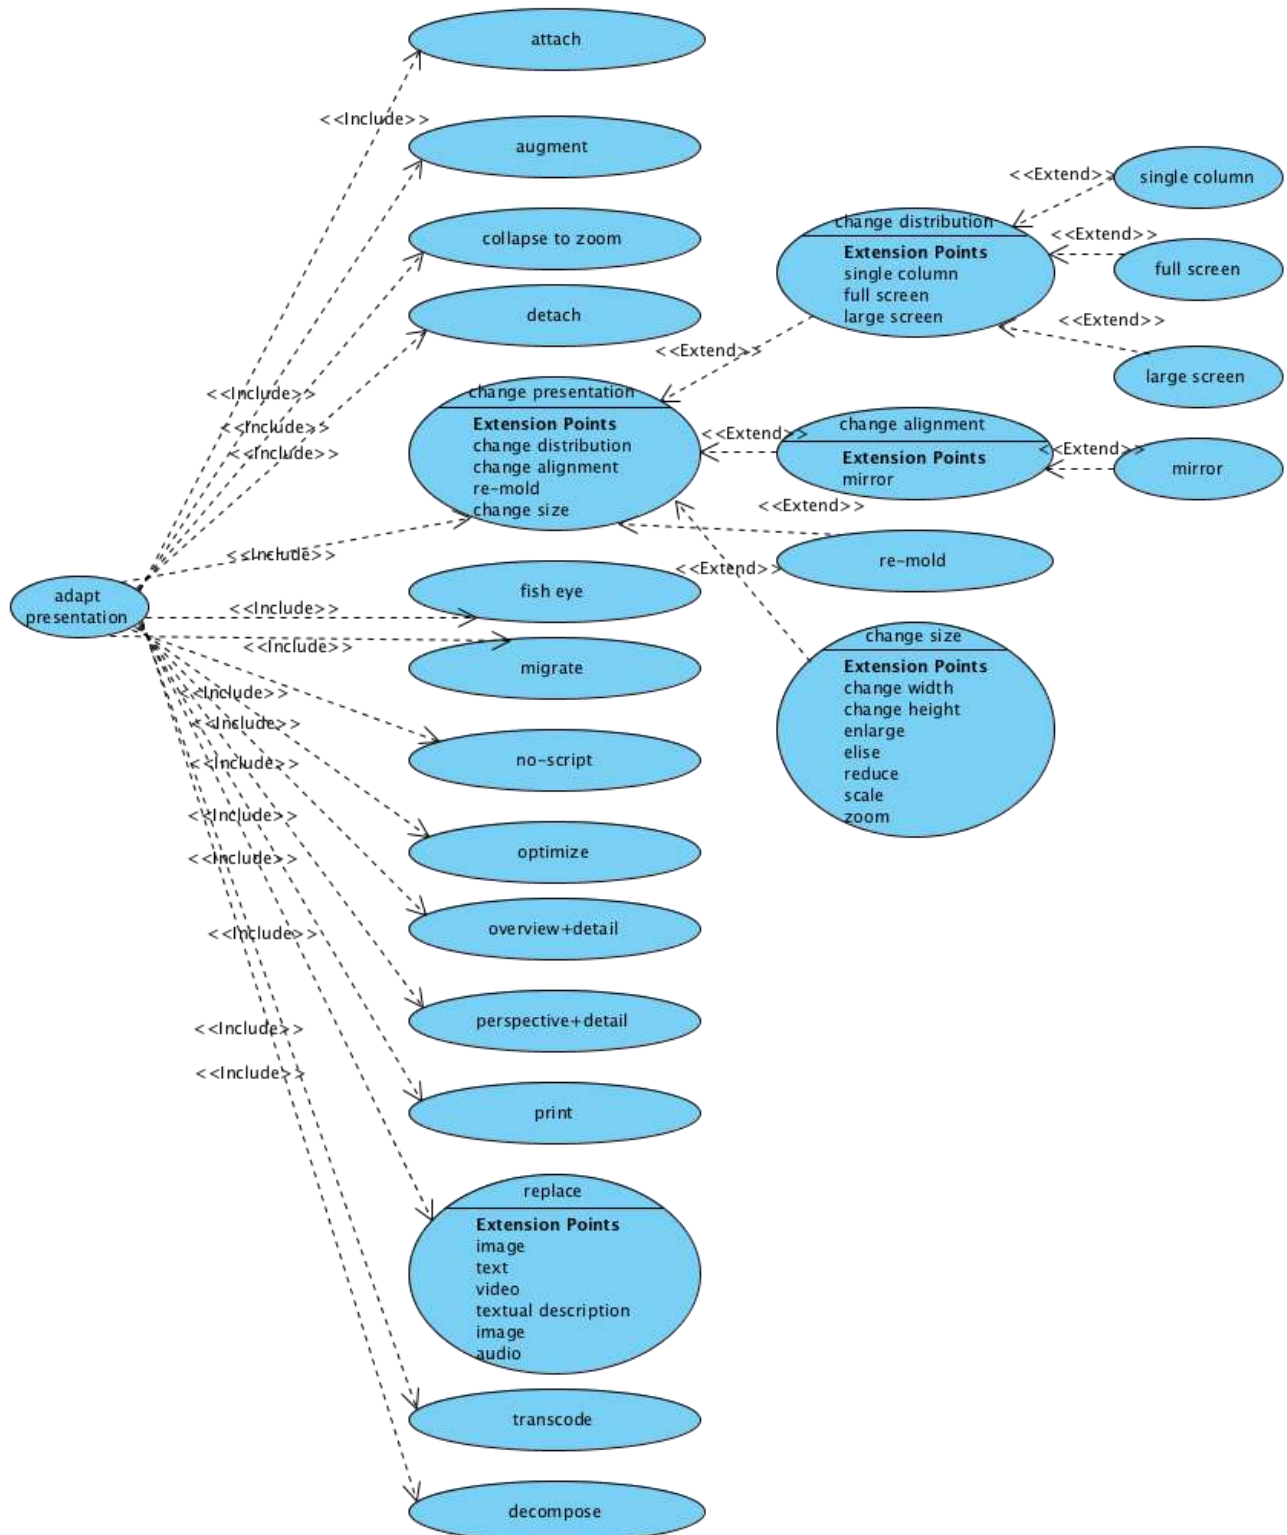 attach
<<Include>>
augment
single column
<<Extend>>
collapse to zoom
change distribution
Extension Points
single column
full screen
large screen
<<Extend>>
full screen
detach
<<Extend>>
large screen
<<Extend>>
change presentation
Extension Points
change distribution
change alignment
re-mold
change size
<<Include>>
<<Include>>
<<Include>>
<<Extend>>
change alignment
Extension Points
mirror
<<Extend>>
mirror
<<Extend>>
<<Include>>
re-mold
<<Extend>>
adapt
presentation
fish eye
<<Include>>
<<Include>>
migrate
change size
Extension Points
change width
change height
enlarge
elise
reduce
scale
zoom
<<Include>>
<<Include>>
no-script
<<Include>>
<<Include>>
optimize
<<Include>>
overview+detail
<<Include>>
perspective+detail
<<Include>>
<<Include>>
print
replace
Extension Points
image
text
video
textual description
image
audio
transcode
decompose